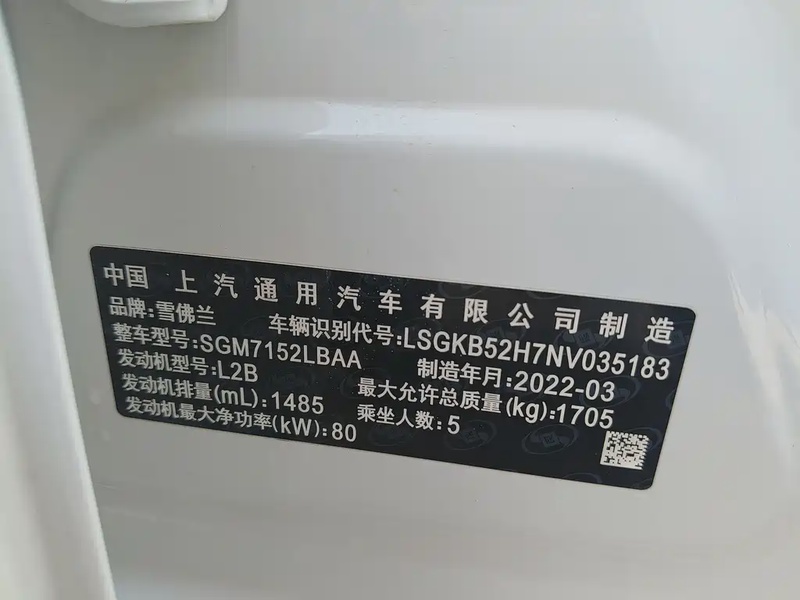 中国 上汽通用汽车有限公司制造
品牌:雪佛兰 车辆识别代号:LSGKB52H7NV035183
整车型号:SGM7152LBAA 制造年月:2022-03
发动机型号:L2B 最大允许总质量(kg):1705
发动机排量(mL):1485 乘坐人数:5
发动机最大净功率(kW):80